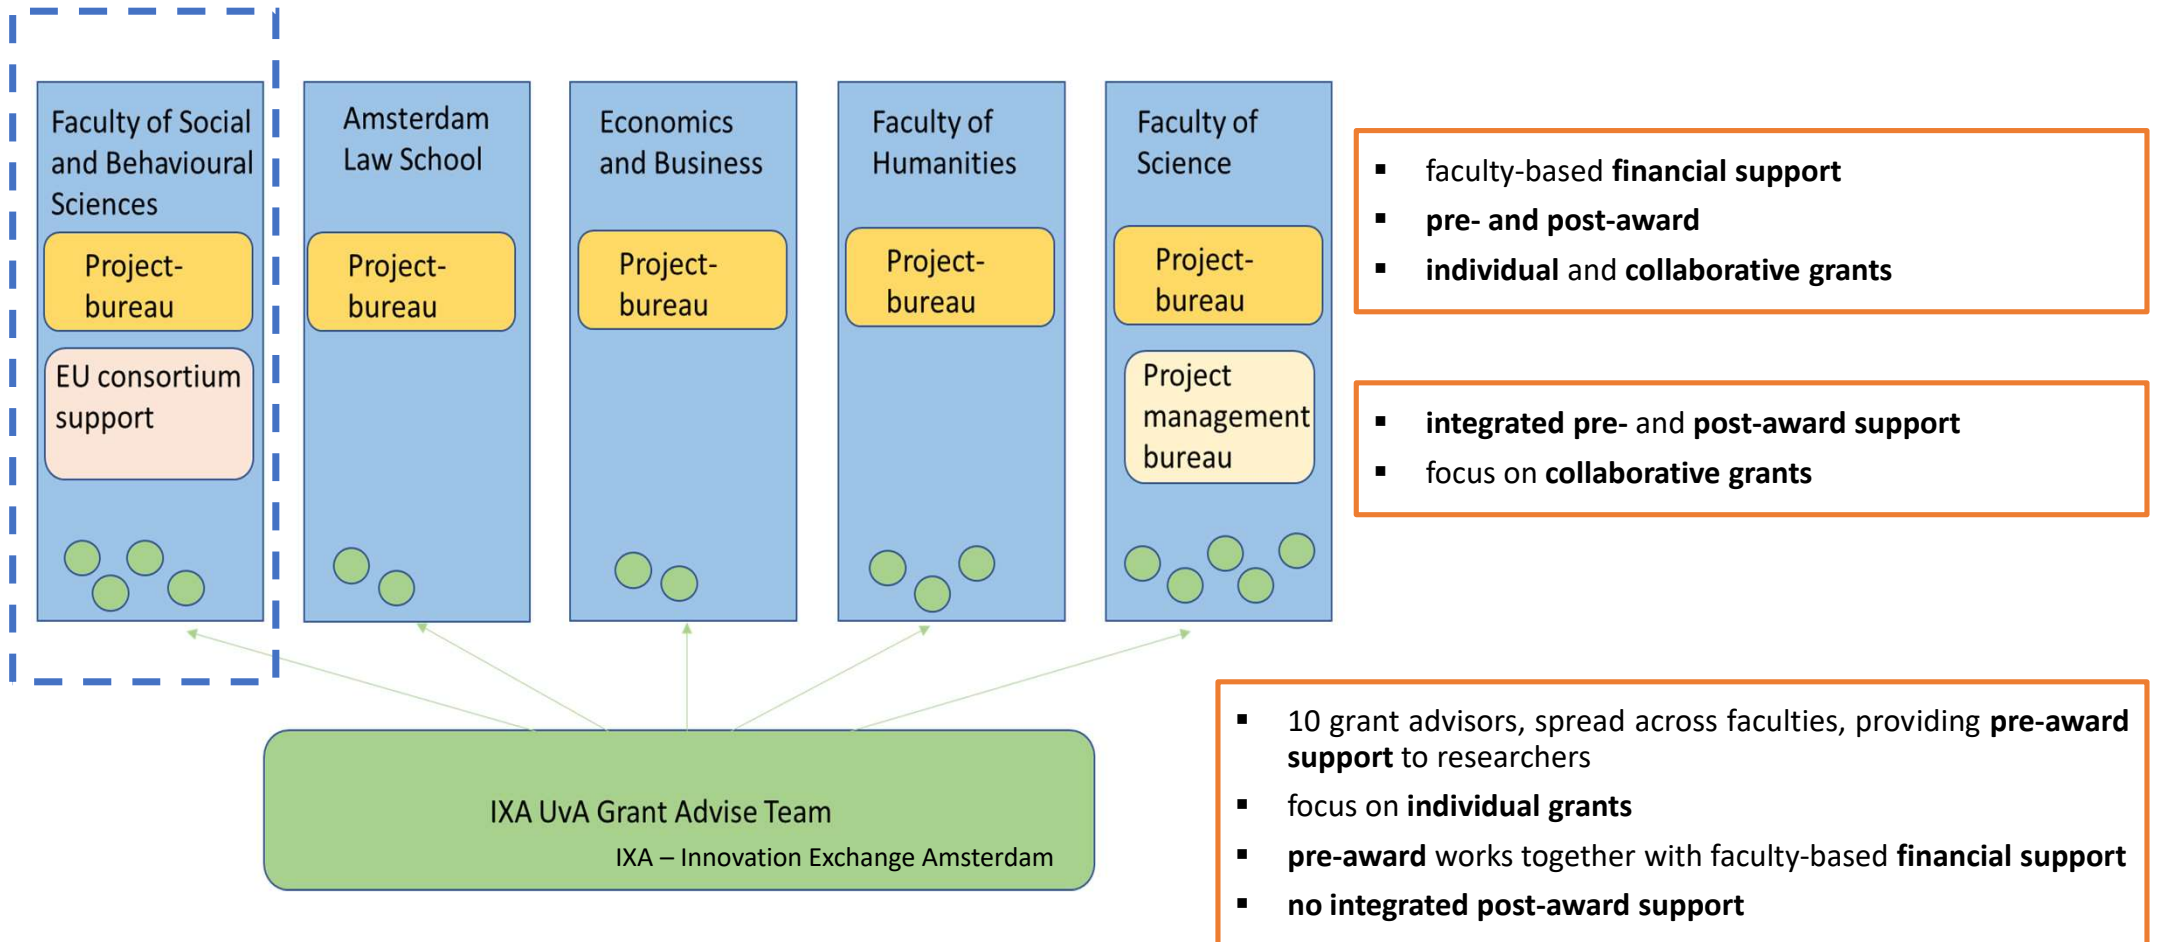 Faculty of Social
and Behavioural
Sciences
Project-
bureau
EU consortium
support
Amsterdam
Law School
Project-
bureau
Economics
and Business
Project-
bureau
Faculty of
Humanities
Project-
bureau
Faculty of
Science
Project-
bureau
Project
management
bureau
▪ faculty-based financial support
▪ pre- and post-award
▪ individual and collaborative grants
▪ integrated pre- and post-award support
▪ focus on collaborative grants
IXA UvA Grant Advise Team
IXA – Innovation Exchange Amsterdam
▪ 10 grant advisors, spread across faculties, providing pre-award
support to researchers
▪ focus on individual grants
▪ pre-award works together with faculty-based financial support
▪ no integrated post-award support